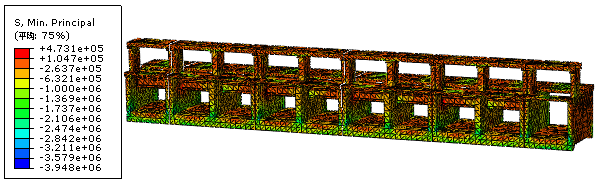 S, Min. Principal
(平均: 75%)
+4.731e+05
+1.047e+05
-2.637e+05
-6.321e+05
-1.000e+06
-1.369e+06
-1.737e+06
-2.106e+06
-2.474e+06
-2.842e+06
-3.211e+06
-3.579e+06
-3.948e+06